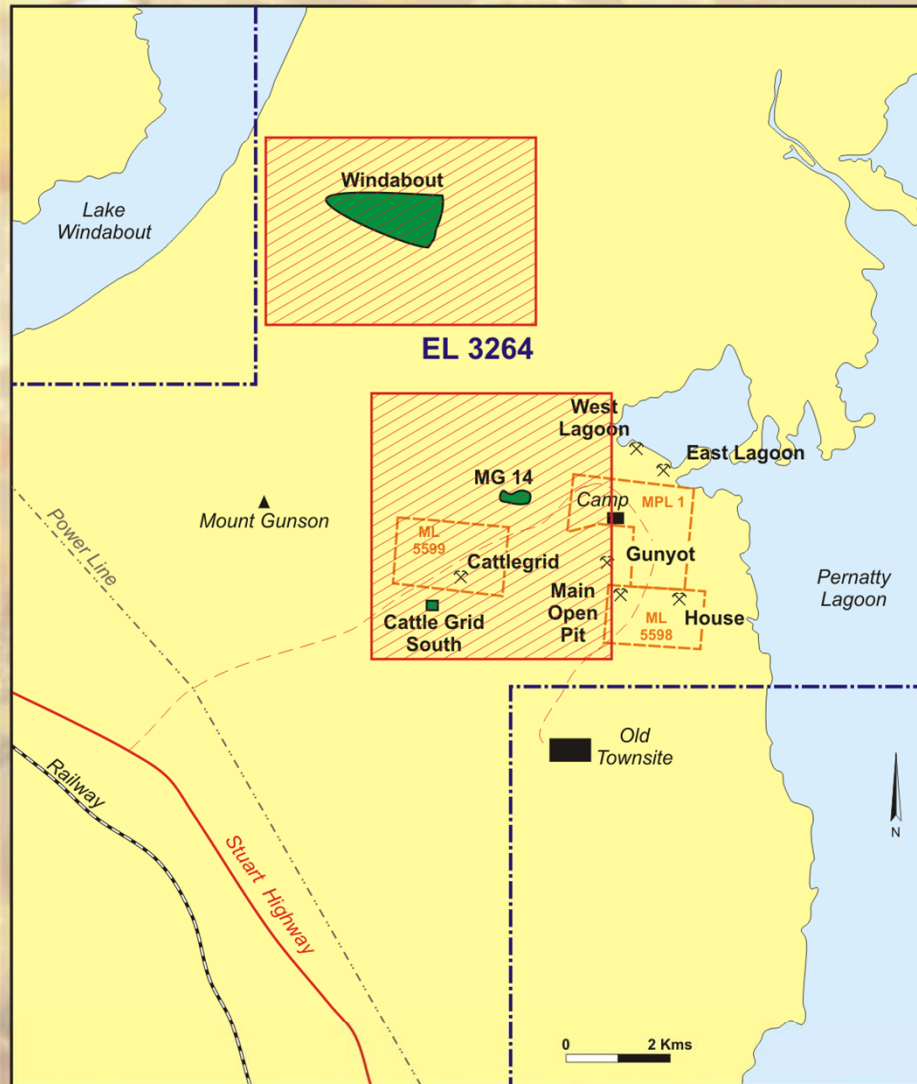 Windabout
Lake
Windabout
EL 3264
West
Lagoon
East Lagoon
MG 14
Camp
MPL 1
Mount Gunson
Power Line
ML
5599
Cattlegrid
Gunyot
Pernatty
Lagoon
Main
Open
Pit
House
ML
5598
Cattle Grid
South
Old
Townsite
Railway
Stuart Highway
N
0 2 Kms